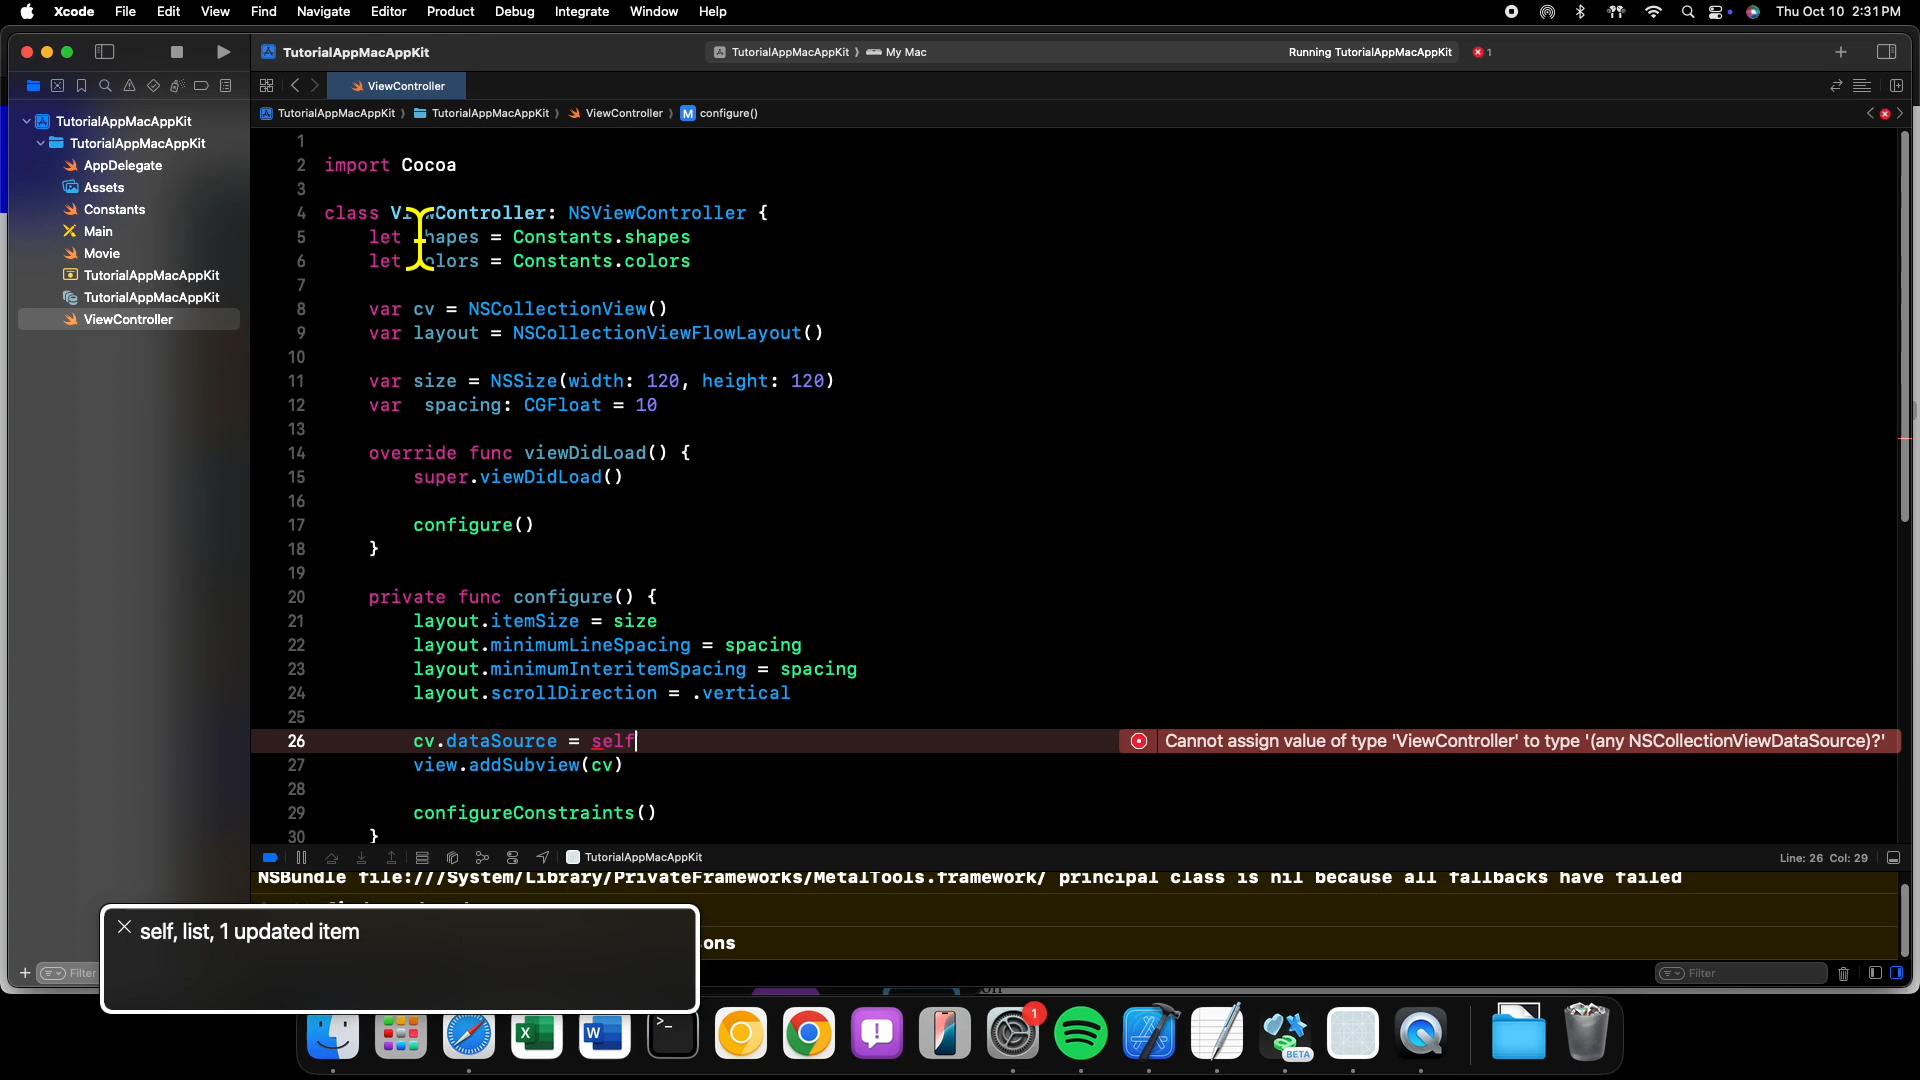 Xcode File Edit View Find Navigate Editor Product Debug Integrate Window Help Thu Oct 10 2:31 PM
TutorialAppMacAppKit TutorialAppMacAppKit My Mac Running TutorialAppMacAppKit 1
ViewController
TutorialAppMacAppKit TutorialAppMacAppKit ViewController M configure()
TutorialAppMacAppKit
TutorialAppMacAppKit
AppDelegate
Assets
Constants
Main
Movie
TutorialAppMacAppKit
TutorialAppMacAppKit
ViewController
1
2 import Cocoa
3
4 class ViewController: NSViewController {
5 let shapes = Constants.shapes
6 let colors = Constants.colors
7
8 var cv = NSCollectionView()
9 var layout = NSCollectionViewFlowLayout()
10
11 var size = NSSize(width: 120, height: 120)
12 var  spacing: CGFloat = 10
13
14 override func viewDidLoad() {
15 super.viewDidLoad()
16
17 configure()
18 }
19
20 private func configure() {
21 layout.itemSize = size
22 layout.minimumLineSpacing = spacing
23 layout.minimumInteritemSpacing = spacing
24 layout.scrollDirection = .vertical
25
26 cv.dataSource = self Cannot assign value of type 'ViewController' to type '(any NSCollectionViewDataSource)?'
27 view.addSubview(cv)
28
29 configureConstraints()
30 }
TutorialAppMacAppKit Line: 26 Col: 29
NSBundle file:///System/Library/PrivateFrameworks/MetalTools.framework/ principal class is nil because all fallbacks have failed
ons
self, list, 1 updated item
Filter Filter
1
BETA